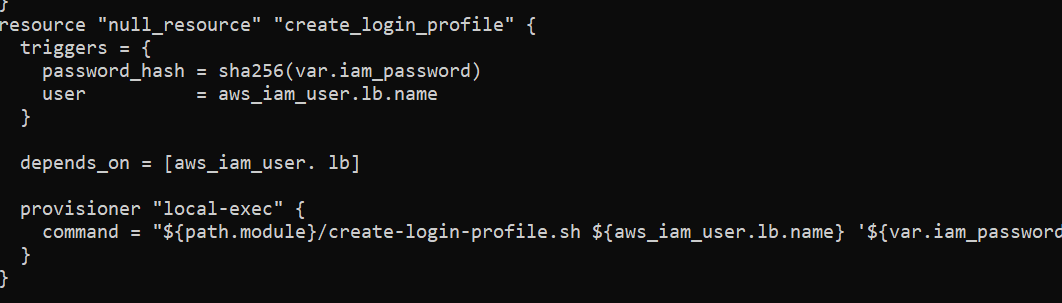 }
resource "null_resource" "create_login_profile" {
  triggers = {
    password_hash = sha256(var.iam_password)
    user          = aws_iam_user.lb.name
  }

  depends_on = [aws_iam_user. lb]

  provisioner "local-exec" {
    command = "${path.module}/create-login-profile.sh ${aws_iam_user.lb.name} '${var.iam_password
  }
}